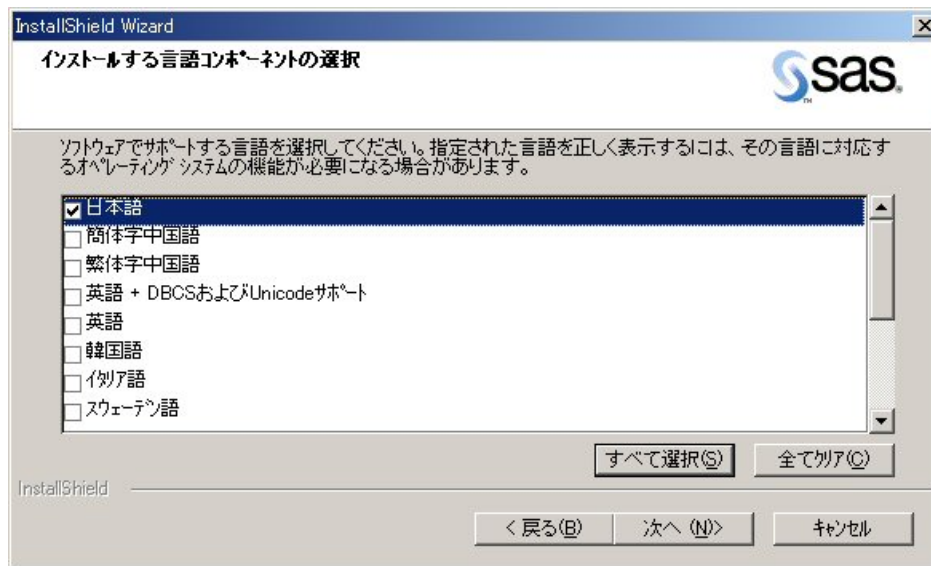 InstallShield Wizard
インストールする言語コンポーネントの選択
sas.
TM
ソフトウェアでサポートする言語を選択してください。指定された言語を正しく表示するには、その言語に対応す
るオペレーティング システムの機能が必要になる場合があります。
日本語
簡体字中国語
繁体字中国語
英語 + DBCSおよびUnicodeサポート
英語
韓国語
イタリア語
スウェーデン語
すべて選択(S)
全てクリア(C)
InstallShield
< 戻る(B)
次へ (N)>
キャンセル